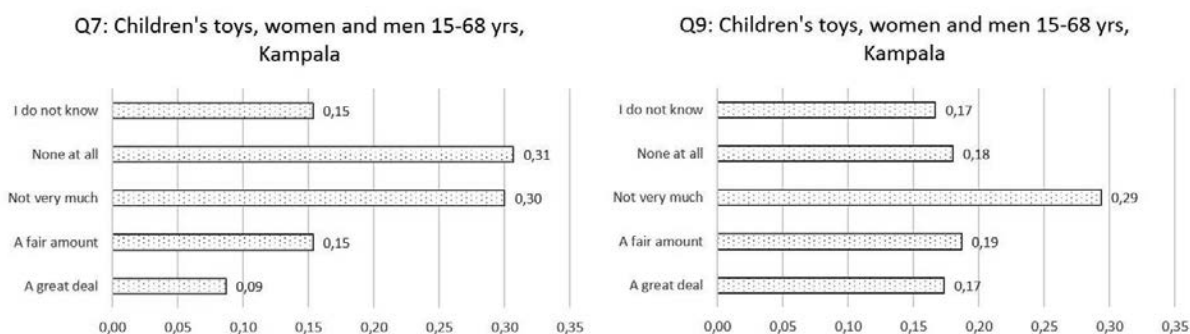 Q7: Children's toys, women and men 15-68 yrs,
Kampala
I do not know
0,15
None at all
0,31
Not very much
0,30
A fair amount
0,15
A great deal
0,09
0,00 0,05 0,10 0,15 0,20 0,25 0,30 0,35
Q9: Children's toys, women and men 15-68 yrs,
Kampala
I do not know
0,17
None at all
0,18
Not very much
0,29
A fair amount
0,19
A great deal
0,17
0,00 0,05 0,10 0,15 0,20 0,25 0,30 0,35